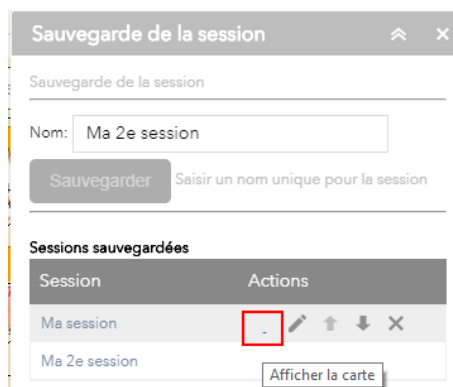 Sauvegarde de la session
Sauvegarde de la session
Nom: Ma 2e session
Sauvegarder Saisir un nom unique pour la session
Sessions sauvegardées
Session Actions
Ma session
Ma 2e session
Afficher la carte